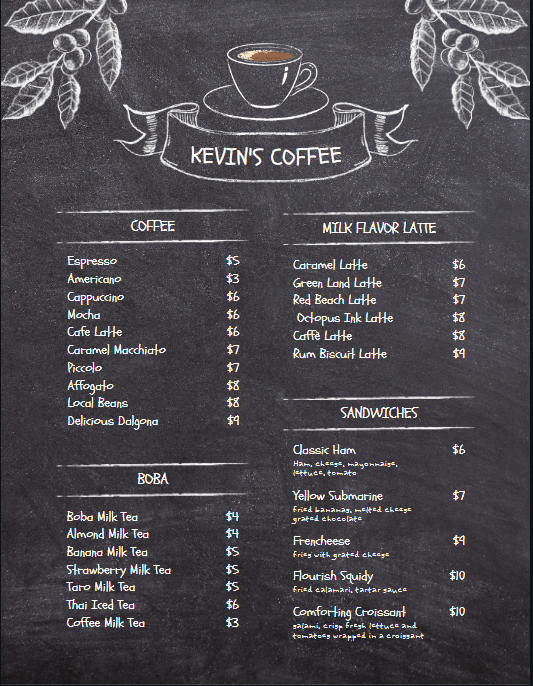 KEVIN'S COFFEE
COFFEE
Espresso $5
Americano $3
Cappuccino $6
Mocha $6
Cafe Latte $6
Caramel Macchiato $7
Piccolo $7
Affogato $8
Local Beans $8
Delicious Dalgona $9
BOBA
Boba Milk Tea $4
Almond Milk Tea $4
Banana Milk Tea $5
Strawberry Milk Tea $5
Taro Milk Tea $5
Thai Iced Tea $6
Coffee Milk Tea $3
MILK FLAVOR LATTE
Caramel Latte $6
Green Land Latte $7
Red Beach Latte $7
Octopus Ink Latte $8
Caffè Latte $8
Rum Biscuit Latte $9
SANDWICHES
Classic Ham $6
Ham, cheese, mayonnaise,
lettuce, tomato
Yellow Submarine $7
fried bananas, melted cheese
grated chocolate
Frencheese $9
fries with grated cheese
Flourish Squidy $10
fried calamari, tartar sauce
Comforting Croissant $10
salami, crisp fresh lettuce and
tomatoes wrapped in a croissant